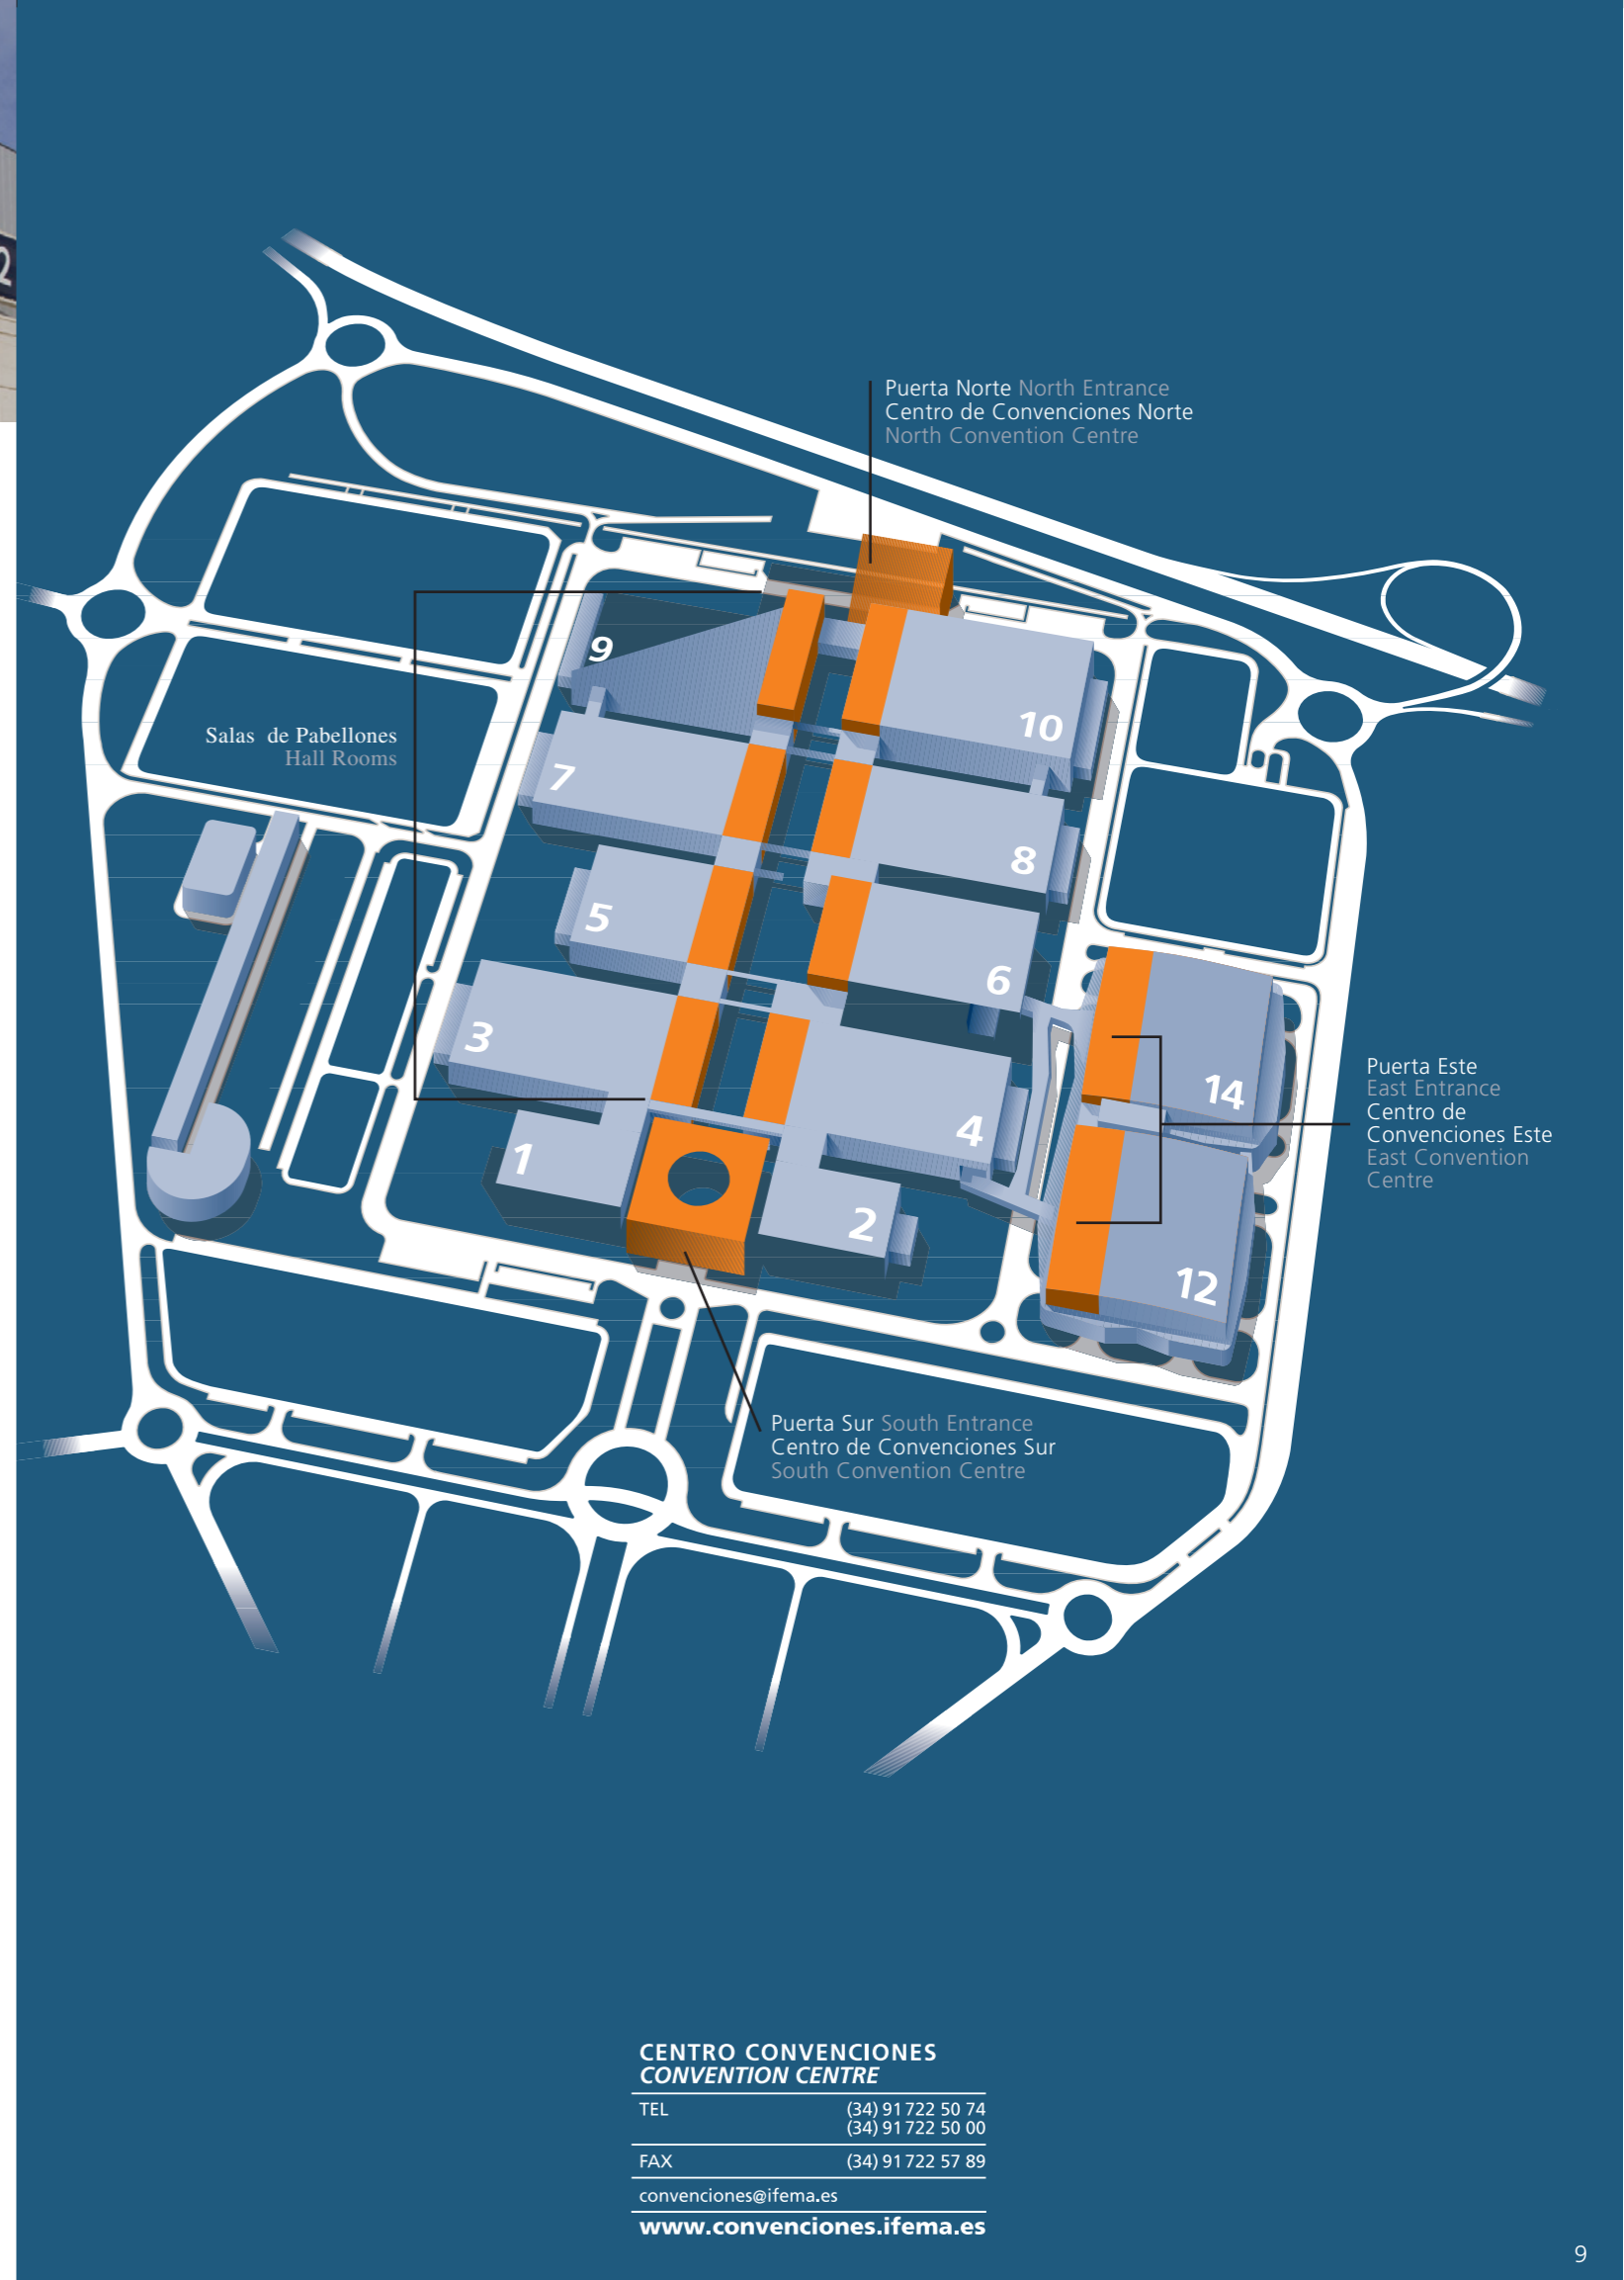 2
Puerta Norte North Entrance
Centro de Convenciones Norte
North Convention Centre
9
10
Salas de Pabellones
Hall Rooms
7
8
5
6
3
14
Puerta Este
East Entrance
Centro de
Convenciones Este
East Convention
Centre
4
1
2
12
Puerta Sur South Entrance
Centro de Convenciones Sur
South Convention Centre
CENTRO CONVENCIONES
CONVENTION CENTRE
TEL (34) 91 722 50 74
(34) 91 722 50 00
FAX (34) 91 722 57 89
convenciones@ifema.es
www.convenciones.ifema.es
9